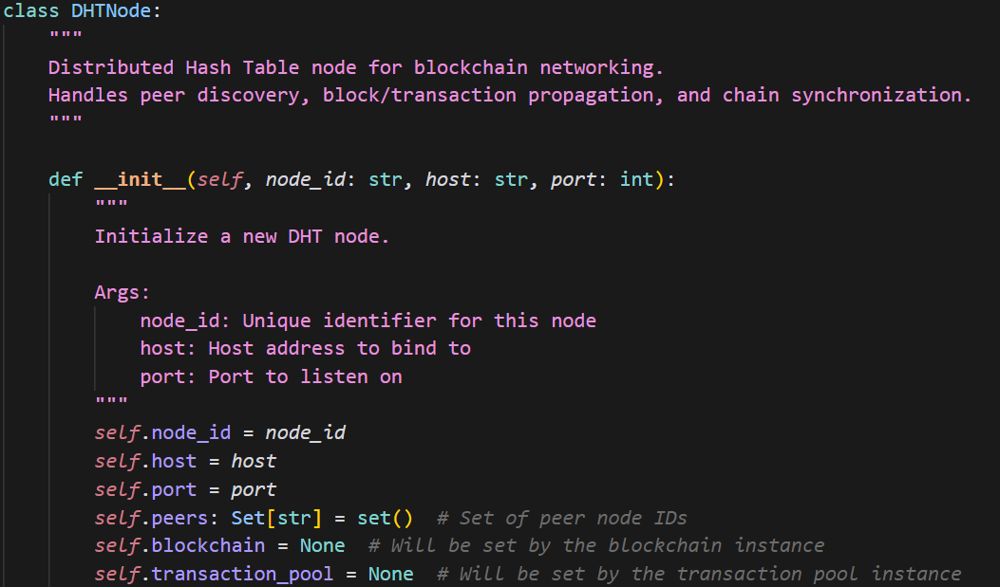 class DHTNode:
"""
Distributed Hash Table node for blockchain networking.
Handles peer discovery, block/transaction propagation, and chain synchronization.
"""
def __init__(self, node_id: str, host: str, port: int):
"""
Initialize a new DHT node.
Args:
node_id: Unique identifier for this node
host: Host address to bind to
port: Port to listen on
"""
self.node_id = node_id
self.host = host
self.port = port
self.peers: Set[str] = set()  # Set of peer node IDs
self.blockchain = None  # Will be set by the blockchain instance
self.transaction_pool = None  # Will be set by the transaction pool instance